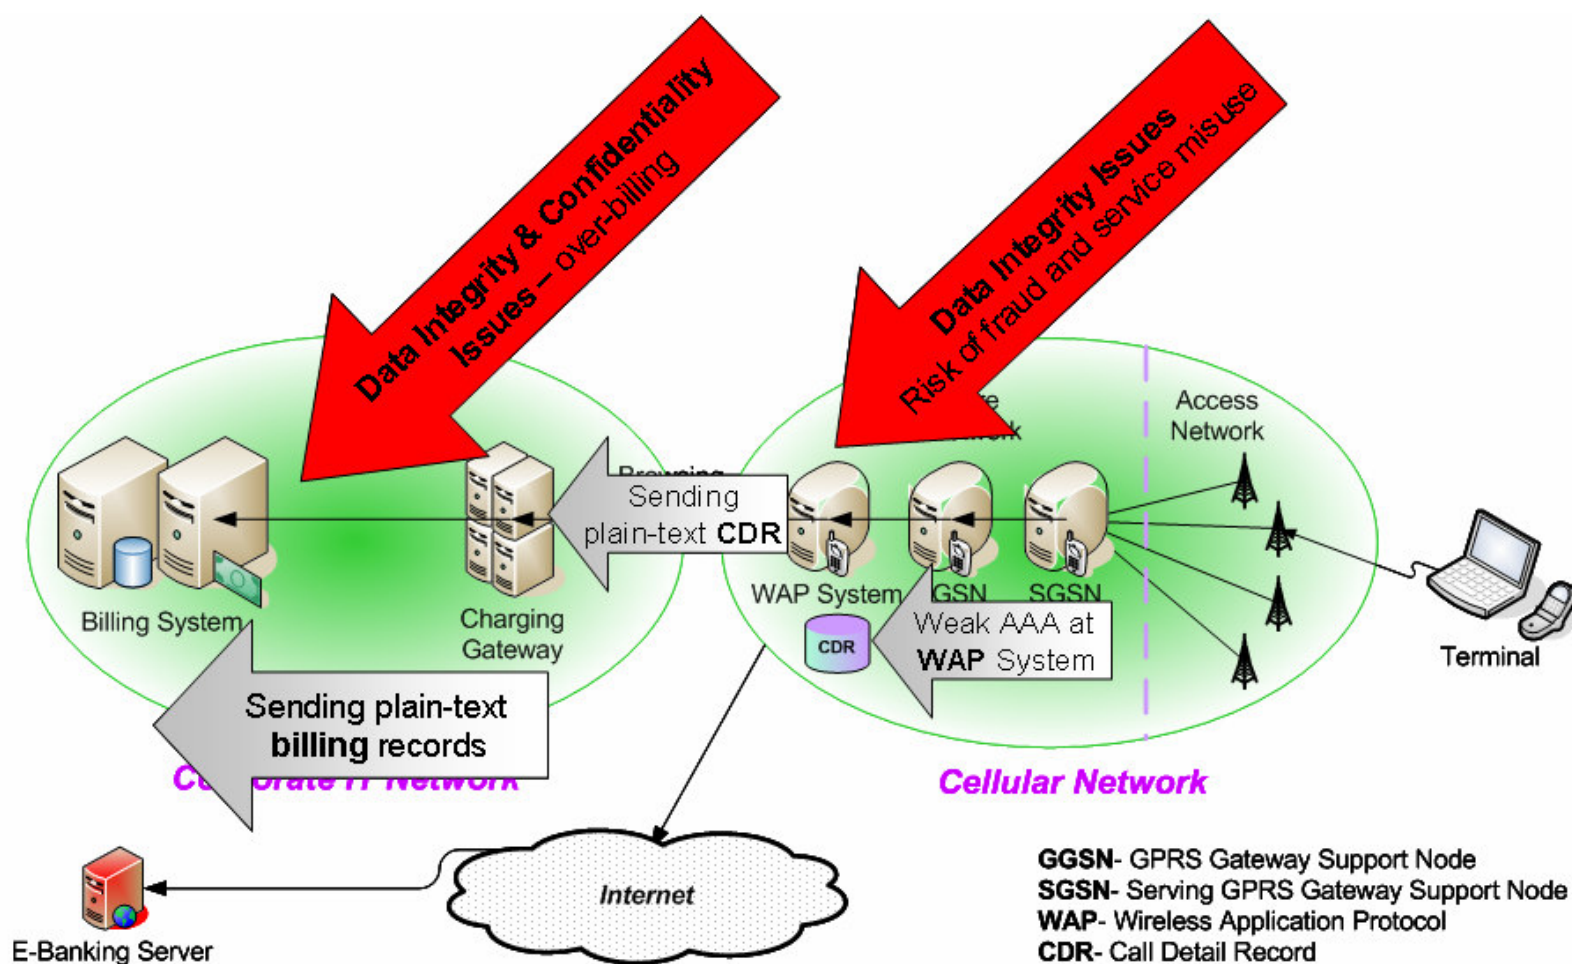 Data Integrity & Confidentiality
Issues – over-billing
Data Integrity Issues
Risk of fraud and service misuse
Access
Network
Sending
plain-text CDR
Billing System
Charging
Gateway
WAP System
GSN
SGSN
CDR
Weak AAA at
WAP System
Terminal
Sending plain-text
billing records
Network
Cellular Network
Internet
E-Banking Server
GGSN- GPRS Gateway Support Node
SGSN- Serving GPRS Gateway Support Node
WAP- Wireless Application Protocol
CDR- Call Detail Record